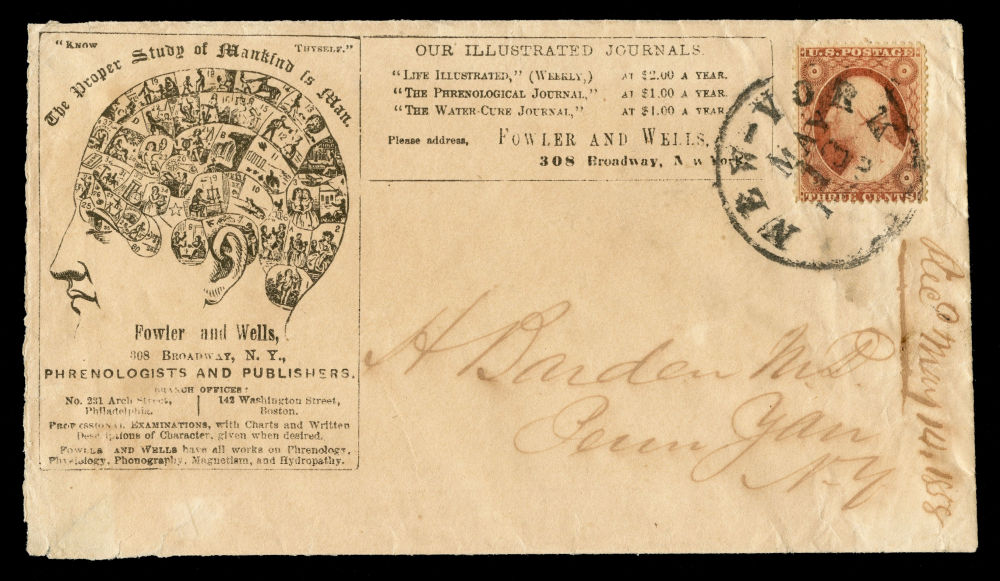 "Know Thyself."
The Proper Study of Mankind is Man.
Fowler and Wells,
308 Broadway, N. Y.,
PHRENOLOGISTS AND PUBLISHERS.
BRANCH OFFICES:
No. 231 Arch Street, Philadelphia.
142 Washington Street, Boston.
Professional Examinations, with Charts and Written
Descriptions of Character, given when desired.
Fowler and Wells have all works on Phrenology,
Physiology, Phonography, Magnetism, and Hydropathy.
OUR ILLUSTRATED JOURNALS.
"Life Illustrated," (Weekly,) at $2.00 a year.
"The Phrenological Journal," at $1.00 a year.
"The Water-Cure Journal," at $1.00 a year.
Please address, Fowler and Wells,
308 Broadway, New York.
U.S. POSTAGE
THREE CENTS
NEW-YORK
MAY
H Barden M.D
Penn Yan
N.Y
Recd May 14, 1858